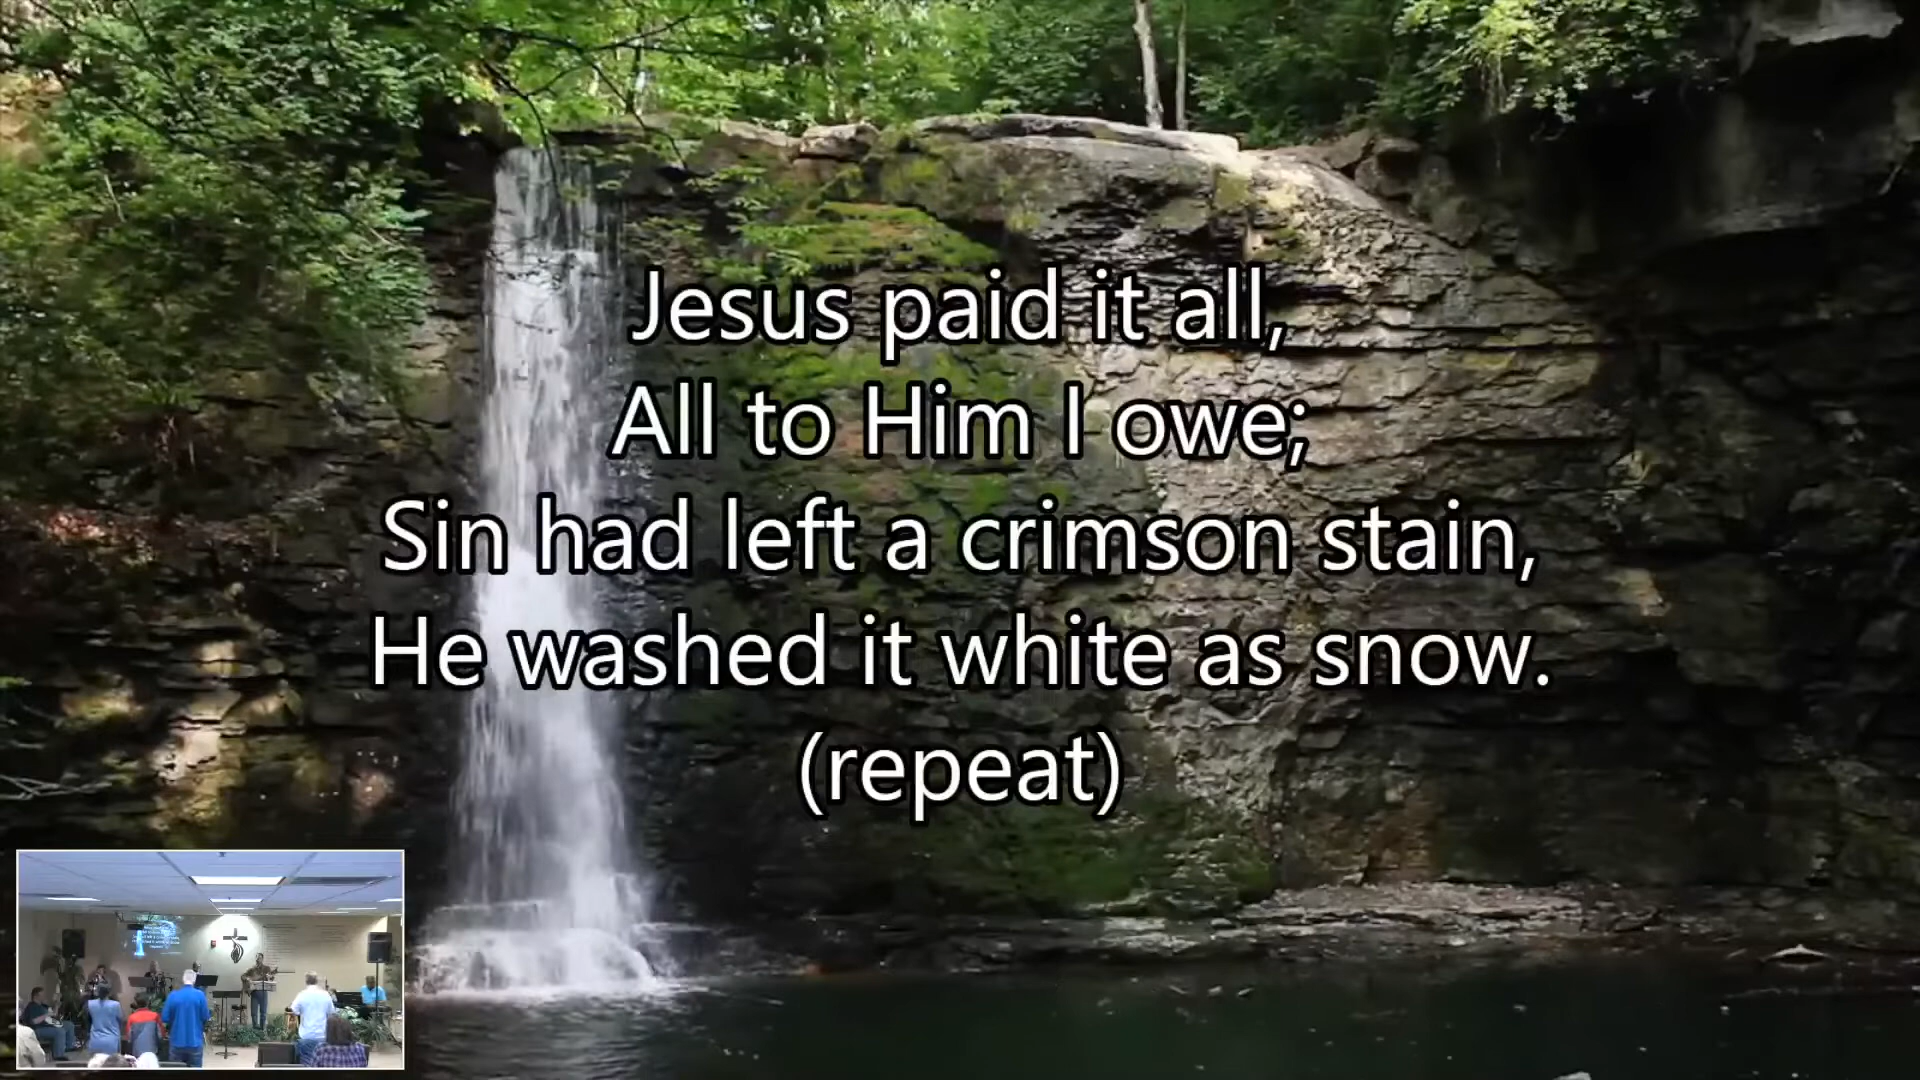 Jesus paid it all,
All to Him I owe;
Sin had left a crimson stain,
He washed it white as snow.
(repeat)